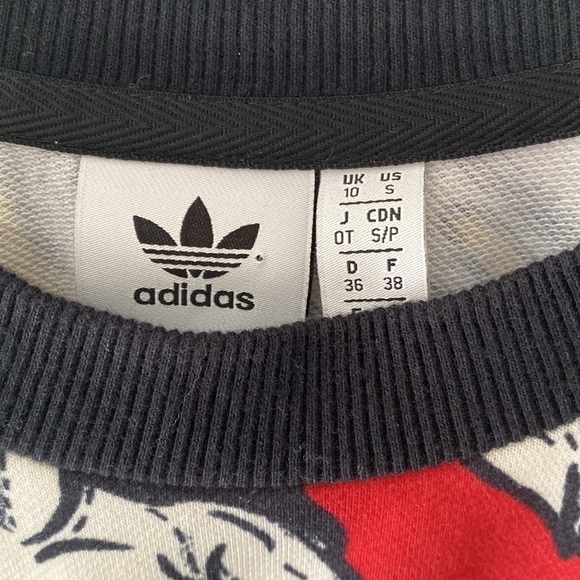 adidas
UK US
10 S
J CDN
OT S/P
D F
36 38